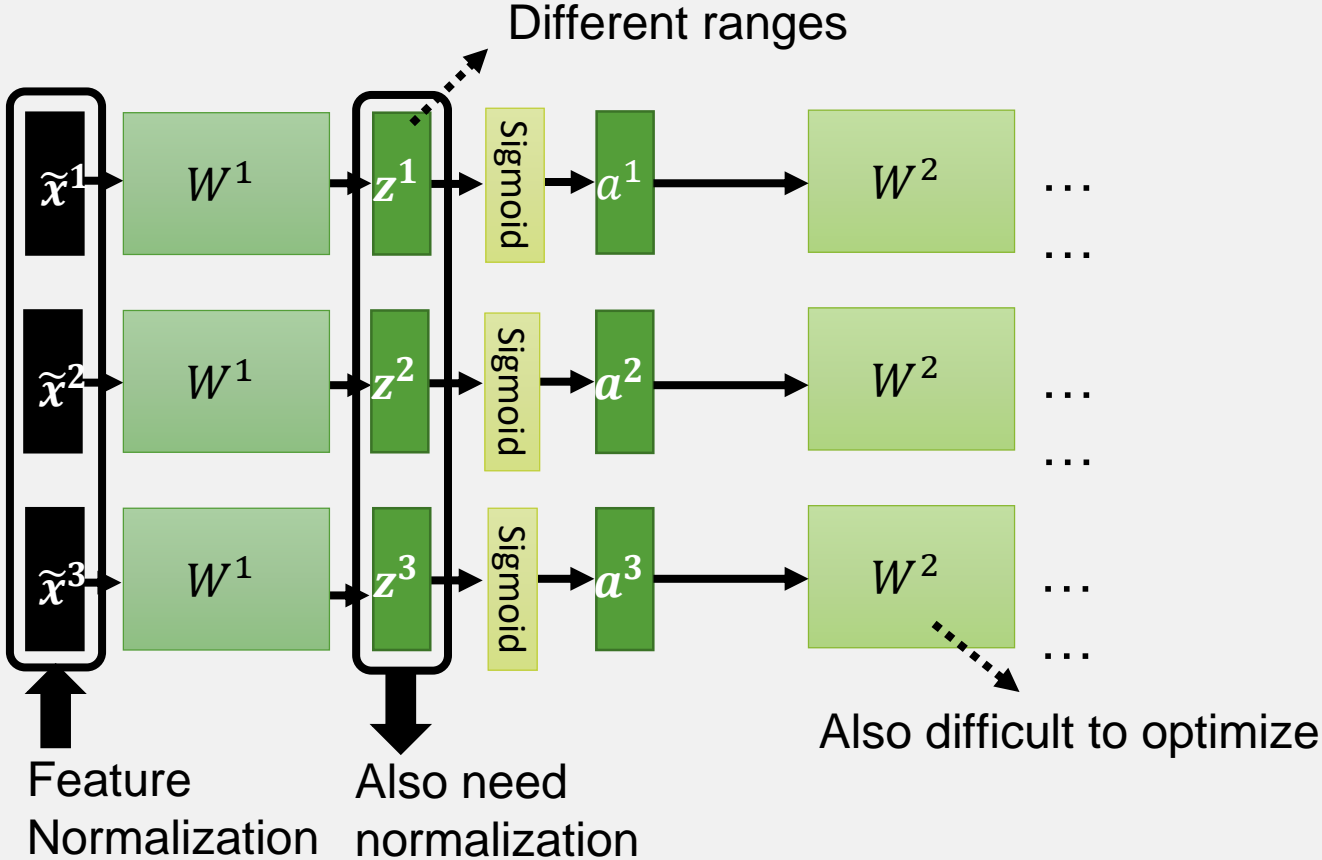 Different ranges
x̃¹ W¹ z¹ Sigmoid a¹ W² ...
...
x̃² W¹ z² Sigmoid a² W² ...
...
x̃³ W¹ z³ Sigmoid a³ W² ...
...
Also difficult to optimize
Feature
Normalization
Also need
normalization